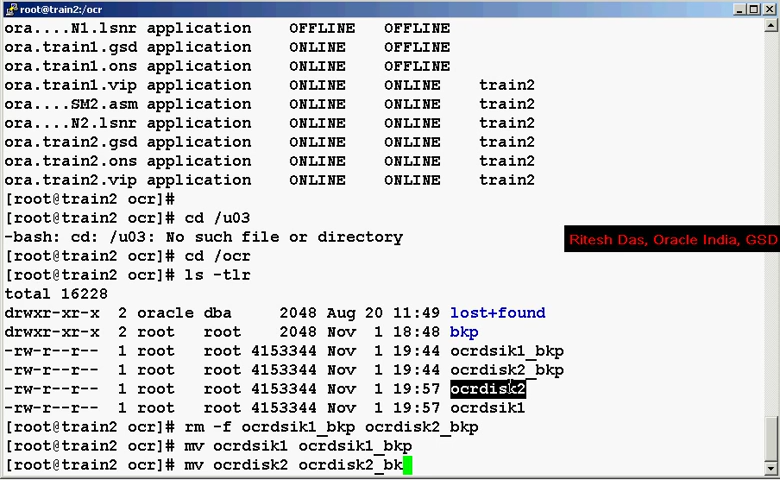 root@train2:/ocr
ora....N1.lsnr application OFFLINE OFFLINE
ora.train1.gsd application ONLINE OFFLINE
ora.train1.ons application ONLINE OFFLINE
ora.train1.vip application ONLINE ONLINE train2
ora....SM2.asm application ONLINE ONLINE train2
ora....N2.lsnr application ONLINE ONLINE train2
ora.train2.gsd application ONLINE ONLINE train2
ora.train2.ons application ONLINE ONLINE train2
ora.train2.vip application ONLINE ONLINE train2
[root@train2 ocr]#
[root@train2 ocr]# cd /u03
-bash: cd: /u03: No such file or directory
Ritesh Das, Oracle India, GSD
[root@train2 ocr]# cd /ocr
[root@train2 ocr]# ls -tlr
total 16228
drwxr-xr-x 2 oracle dba 2048 Aug 20 11:49 lost+found
drwxr-xr-x 2 root root 2048 Nov 1 18:48 bkp
-rw-r--r-- 1 root root 4153344 Nov 1 19:44 ocrdsik1_bkp
-rw-r--r-- 1 root root 4153344 Nov 1 19:44 ocrdisk2_bkp
-rw-r--r-- 1 root root 4153344 Nov 1 19:57 ocrdisk2
-rw-r--r-- 1 root root 4153344 Nov 1 19:57 ocrdsik1
[root@train2 ocr]# rm -f ocrdsik1_bkp ocrdisk2_bkp
[root@train2 ocr]# mv ocrdsik1 ocrdsik1_bkp
[root@train2 ocr]# mv ocrdisk2 ocrdisk2_bk